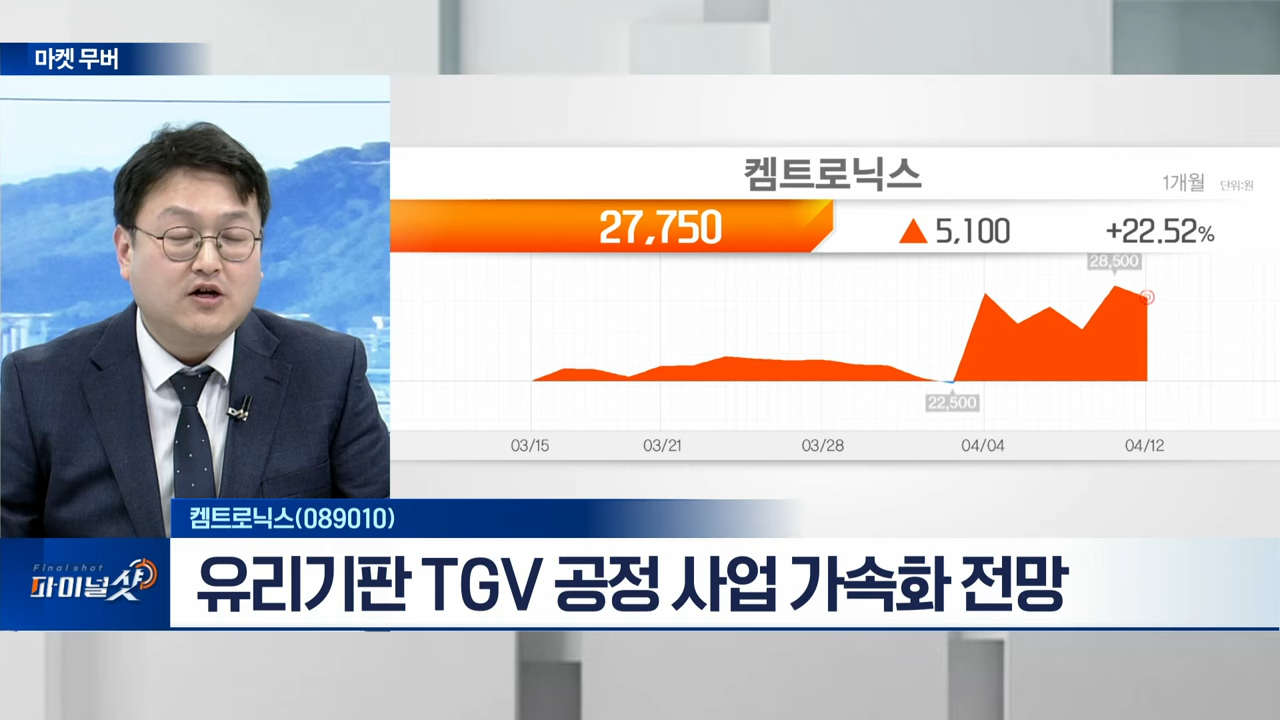 마켓 무버
켐트로닉스
1개월 단위:원
27,750 ▲ 5,100 +22.52%
28,500
22,500
03/15 03/21 03/28 04/04 04/12
켐트로닉스(089010)
Final shot
파이널샷
유리기판 TGV 공정 사업 가속화 전망